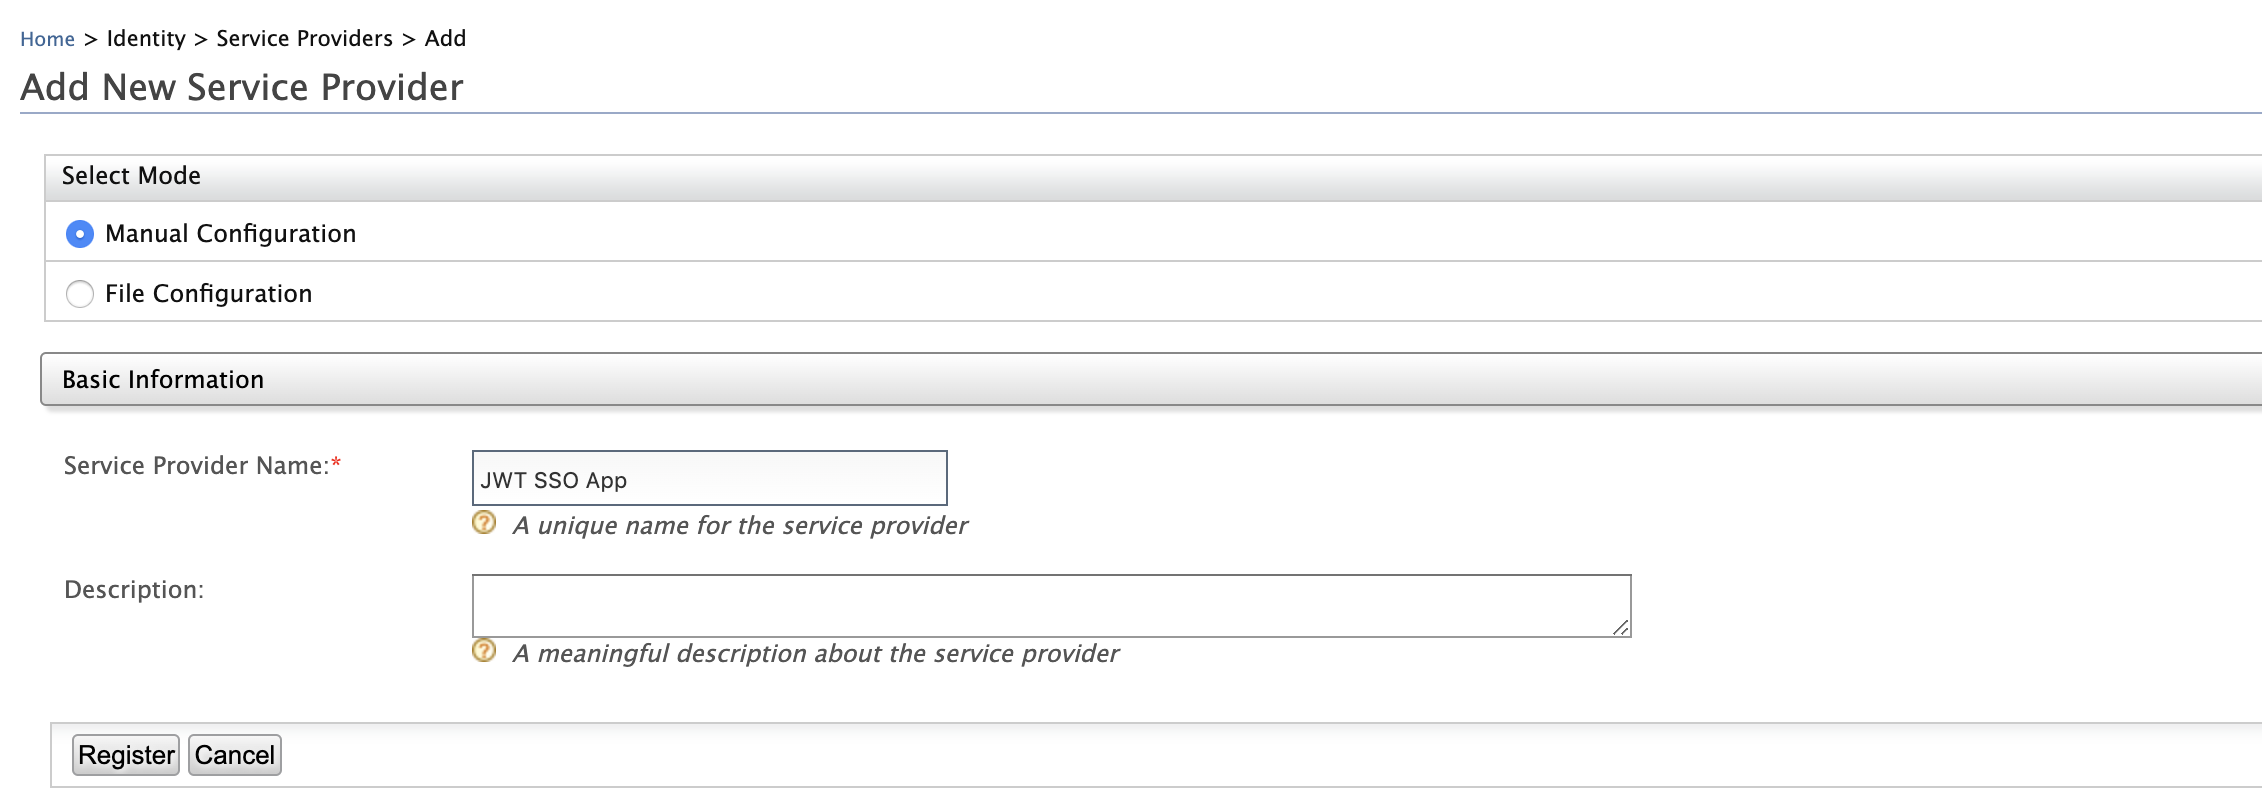 Home > Identity > Service Providers > Add
Add New Service Provider
Select Mode
Manual Configuration
File Configuration
Basic Information
Service Provider Name:*
JWT SSO App
? A unique name for the service provider
Description:
? A meaningful description about the service provider
Register Cancel